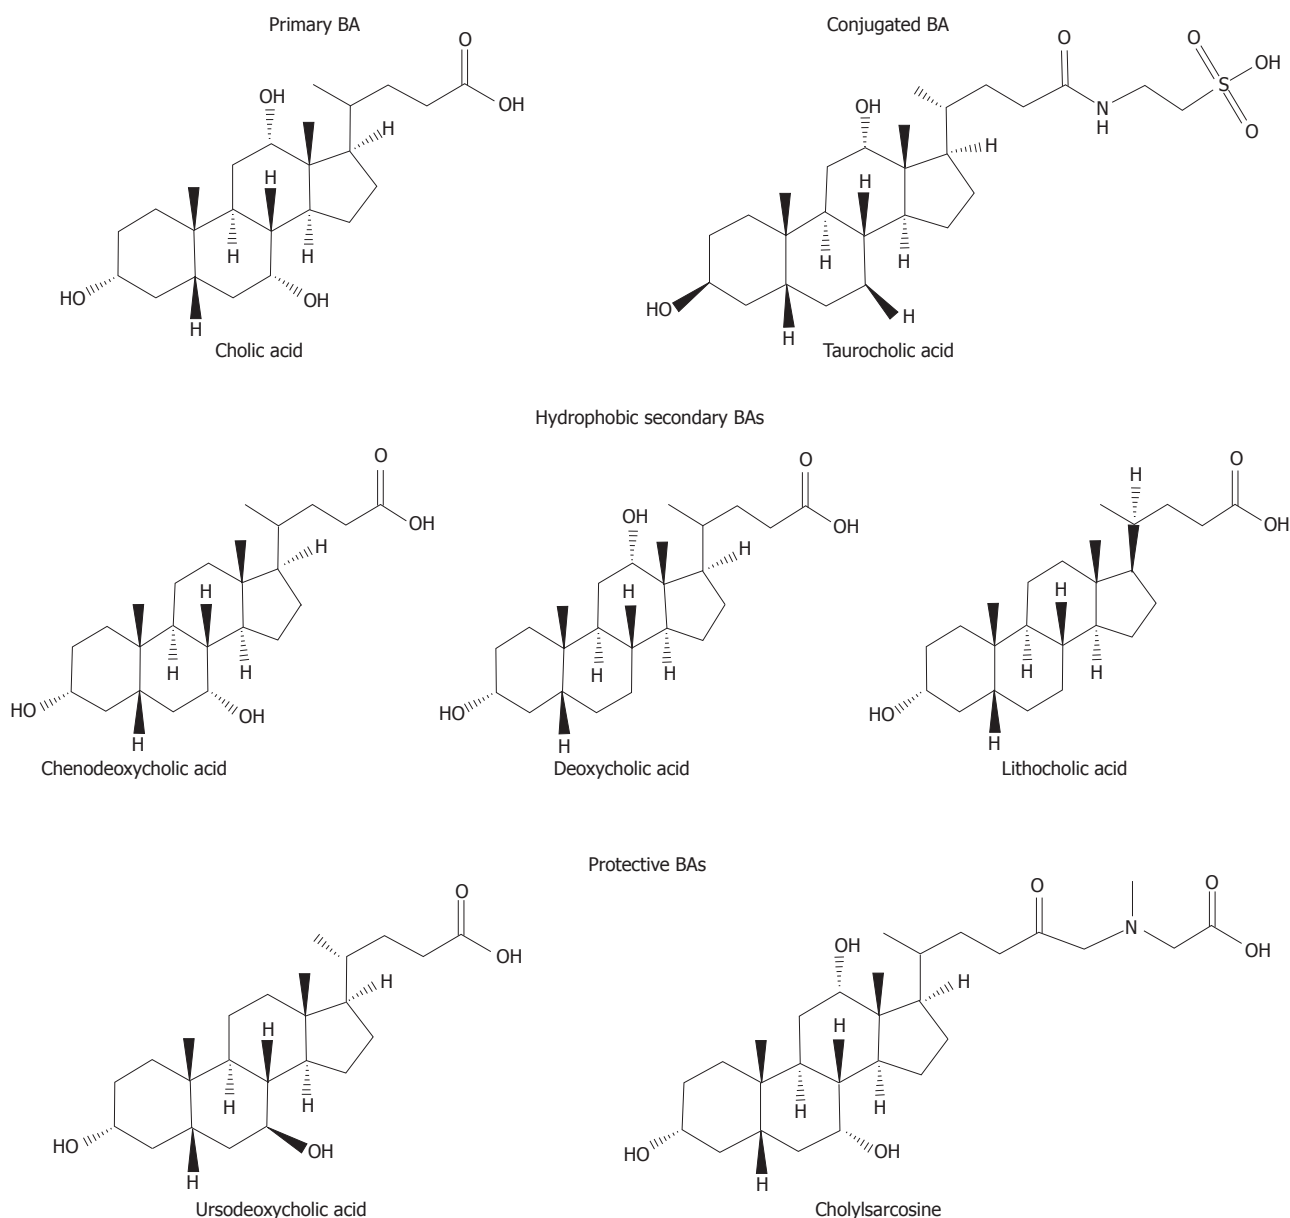 Primary BA
O
OH
OH
H
H
H
H
HO
OH
H
Cholic acid
Conjugated BA
O
O
OH
S
N
H
O
OH
H
H
H
H
HO
H
H
Taurocholic acid
Hydrophobic secondary BAs
O
OH
H
H
H
H
HO
OH
H
Chenodeoxycholic acid
O
OH
OH
H
H
H
H
HO
H
Deoxycholic acid
H
O
OH
H
H
H
HO
H
Lithocholic acid
Protective BAs
O
OH
H
H
H
H
HO
OH
H
Ursodeoxycholic acid
O
N
O
OH
OH
H
H
H
H
HO
OH
H
Cholylsarcosine